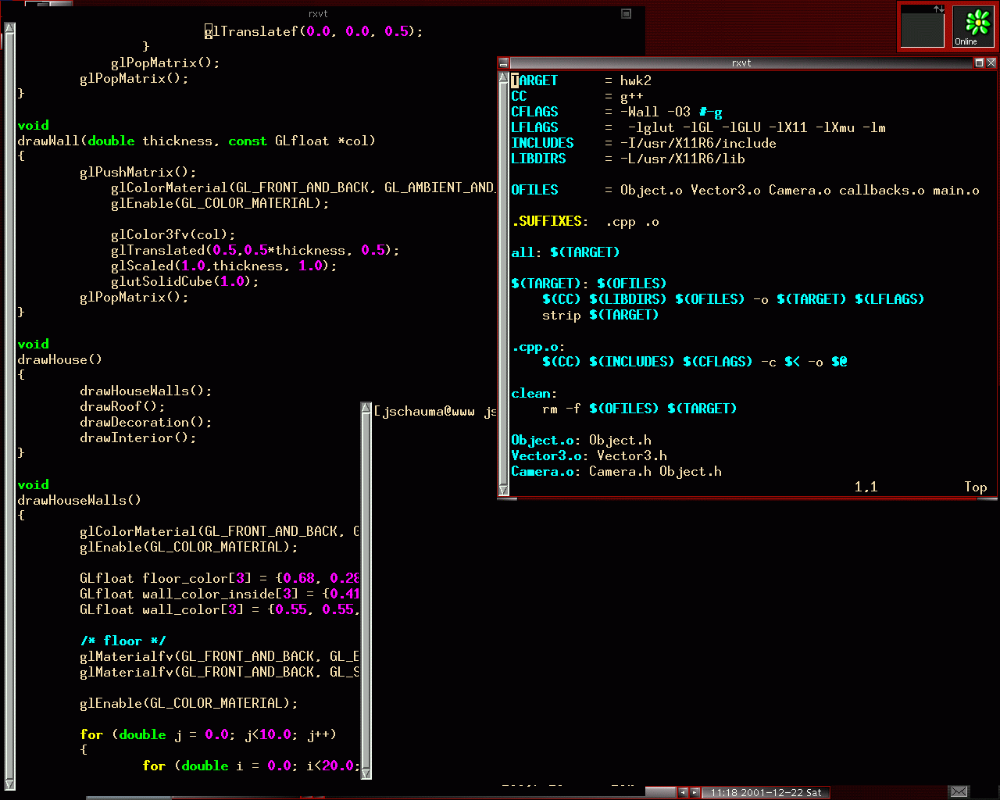 rxvt
glTranslatef(0.0, 0.0, 0.5);
}
glPopMatrix();
glPopMatrix();
}
void
drawWall(double thickness, const GLfloat *col)
{
glPushMatrix();
glColorMaterial(GL_FRONT_AND_BACK, GL_AMBIENT_AND_
glEnable(GL_COLOR_MATERIAL);
glColor3fv(col);
glTranslated(0.5,0.5*thickness, 0.5);
glScaled(1.0,thickness, 1.0);
glutSolidCube(1.0);
glPopMatrix();
}
void
drawHouse()
{
drawHouseWalls();
drawRoof();
drawDecoration();
drawInterior();
}
void
drawHouseWalls()
{
glColorMaterial(GL_FRONT_AND_BACK, G
glEnable(GL_COLOR_MATERIAL);
GLfloat floor_color[3] = {0.68, 0.28
GLfloat wall_color_inside[3] = {0.41
GLfloat wall_color[3] = {0.55, 0.55,
/* floor */
glMaterialfv(GL_FRONT_AND_BACK, GL_E
glMaterialfv(GL_FRONT_AND_BACK, GL_S
glEnable(GL_COLOR_MATERIAL);
for (double j = 0.0; j<10.0; j++)
{
for (double i = 0.0; i<20.0;
[jschauma@www js
rxvt
TARGET = hwk2
CC = g++
CFLAGS = -Wall -O3 #-g
LFLAGS = -lglut -lGL -lGLU -lX11 -lXmu -lm
INCLUDES = -I/usr/X11R6/include
LIBDIRS = -L/usr/X11R6/lib
OFILES = Object.o Vector3.o Camera.o callbacks.o main.o
.SUFFIXES: .cpp .o
all: $(TARGET)
$(TARGET): $(OFILES)
$(CC) $(LIBDIRS) $(OFILES) -o $(TARGET) $(LFLAGS)
strip $(TARGET)
.cpp.o:
$(CC) $(INCLUDES) $(CFLAGS) -c $< -o $@
clean:
rm -f $(OFILES) $(TARGET)
Object.o: Object.h
Vector3.o: Vector3.h
Camera.o: Camera.h Object.h
1,1 Top
Online
11:18 2001-12-22 Sat